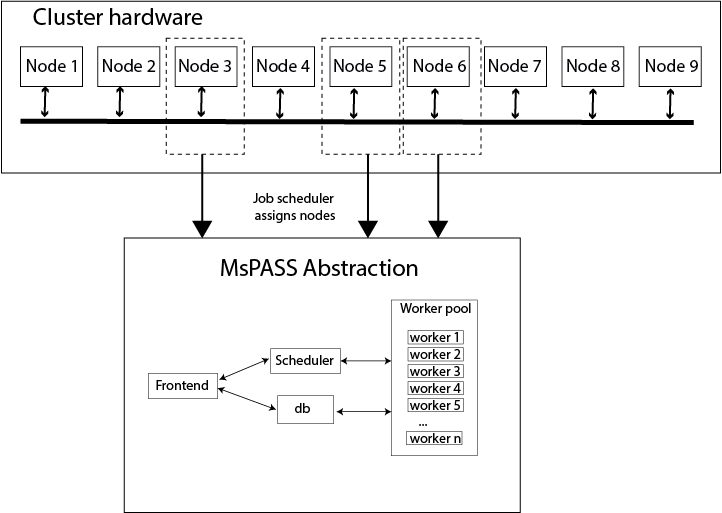 Cluster hardware
Node 1 Node 2 Node 3 Node 4 Node 5 Node 6 Node 7 Node 8 Node 9
Job scheduler
assigns nodes
MsPASS Abstraction
Worker pool
worker 1
worker 2
worker 3
worker 4
worker 5
...
worker n
Scheduler
Frontend
db